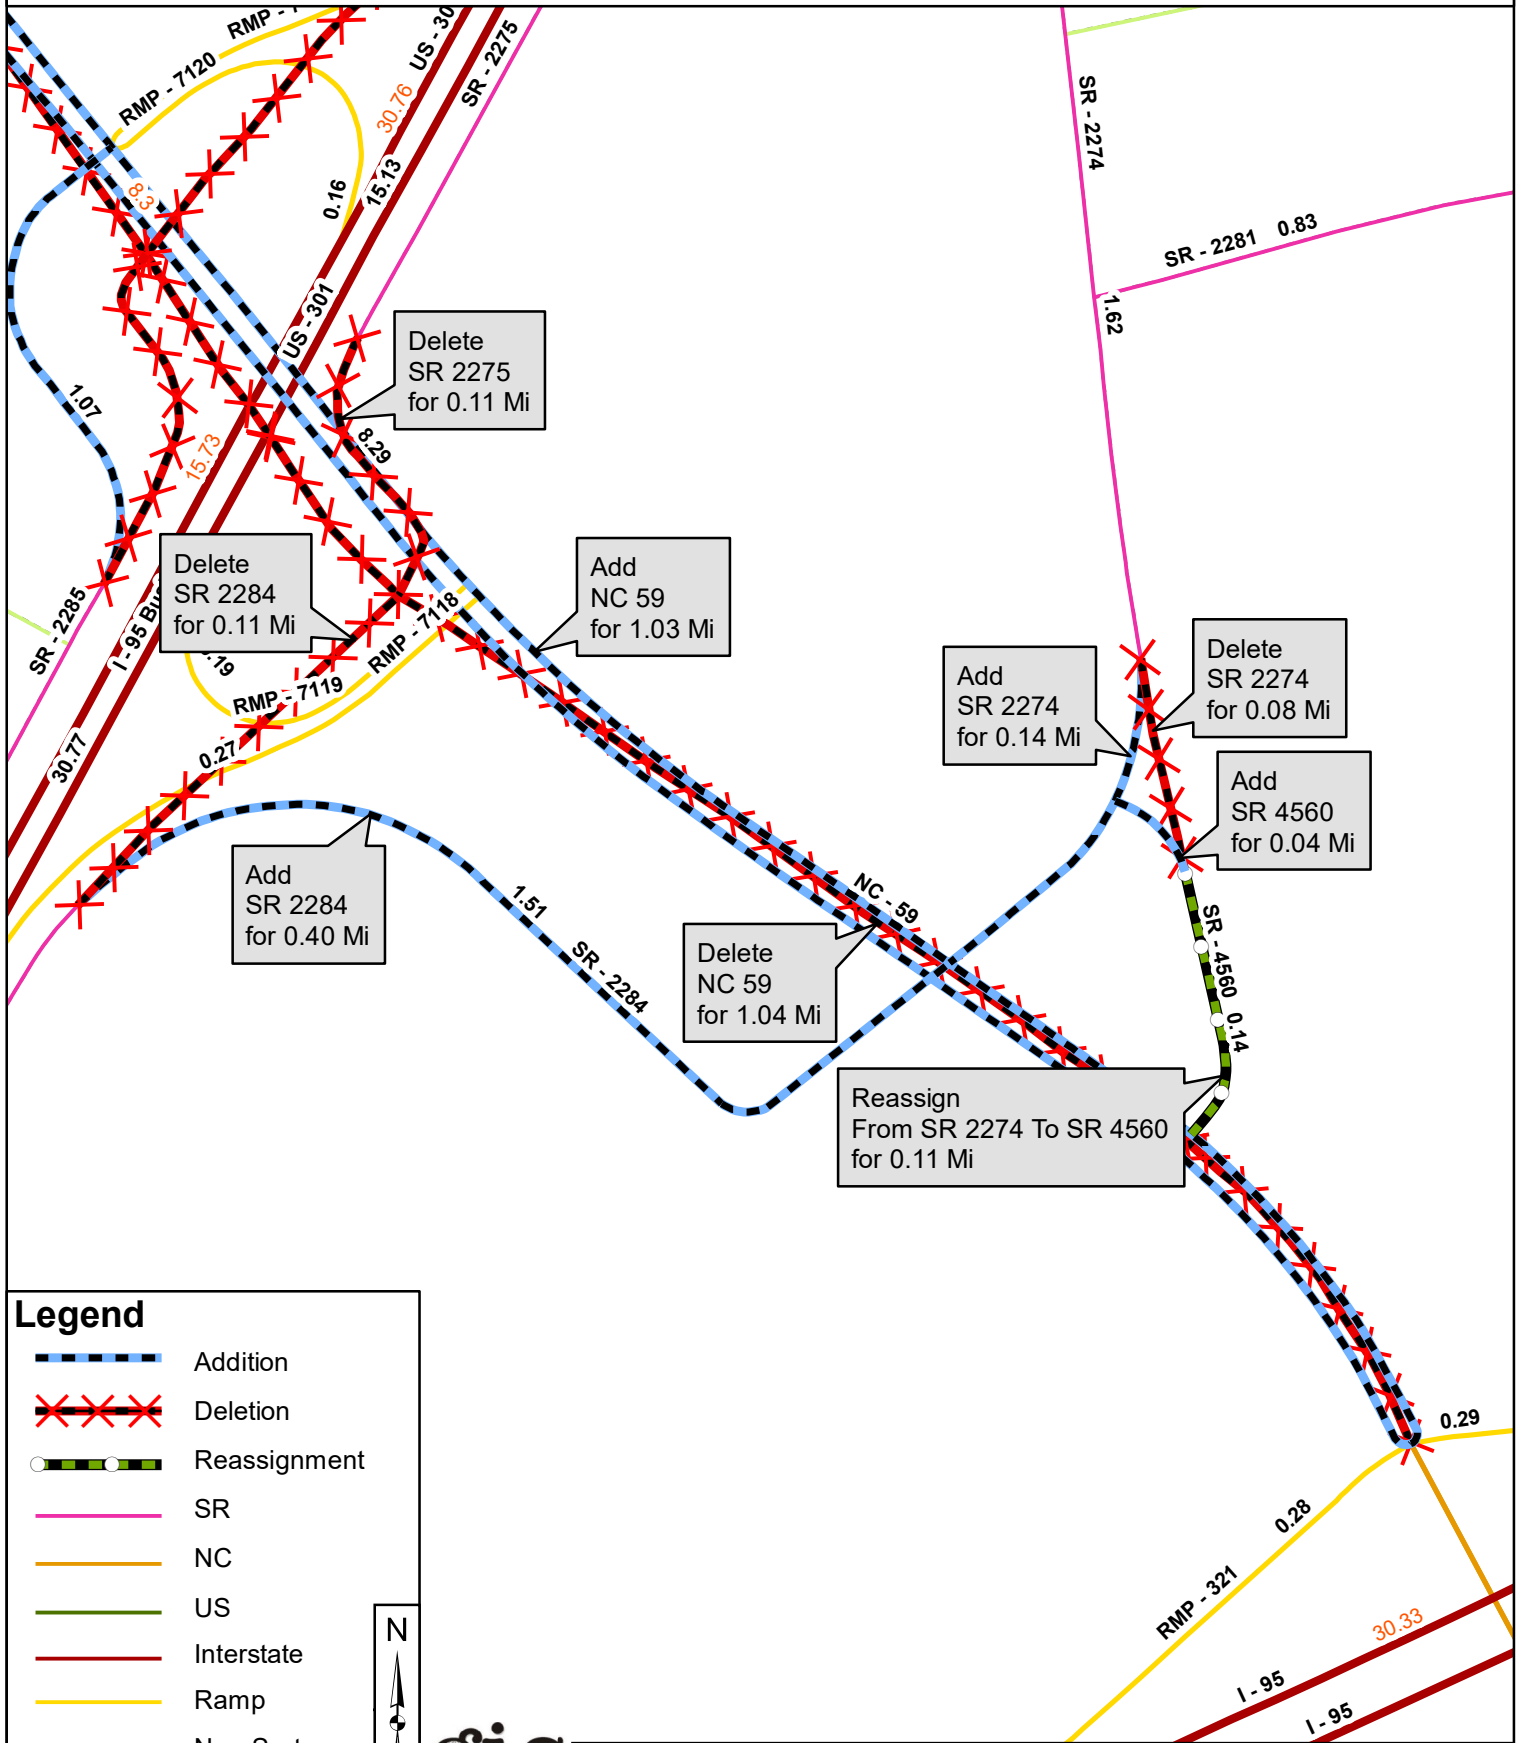 RMP - 7120
US - 30
30.76
SR - 2275
15.13
0.16
8.3
US - 301
SR - 2274
SR - 2281 0.83
1.62
Delete
SR 2275
for 0.11 Mi
1.07
8.29
15.73
Delete
SR 2284
for 0.11 Mi
Add
NC 59
for 1.03 Mi
SR - 2285
I - 95 Bu
RMP - 7118
RMP - 7119
0.27
30.77
Add
SR 2274
for 0.14 Mi
Delete
SR 2274
for 0.08 Mi
Add
SR 4560
for 0.04 Mi
Add
SR 2284
for 0.40 Mi
1.51
SR - 2284
NC - 59
Delete
NC 59
for 1.04 Mi
SR - 4560 0.14
Reassign
From SR 2274 To SR 4560
for 0.11 Mi
0.29
0.28
RMP - 321
30.33
I - 95
I - 95
Legend
Addition
Deletion
Reassignment
SR
NC
US
Interstate
Ramp
N